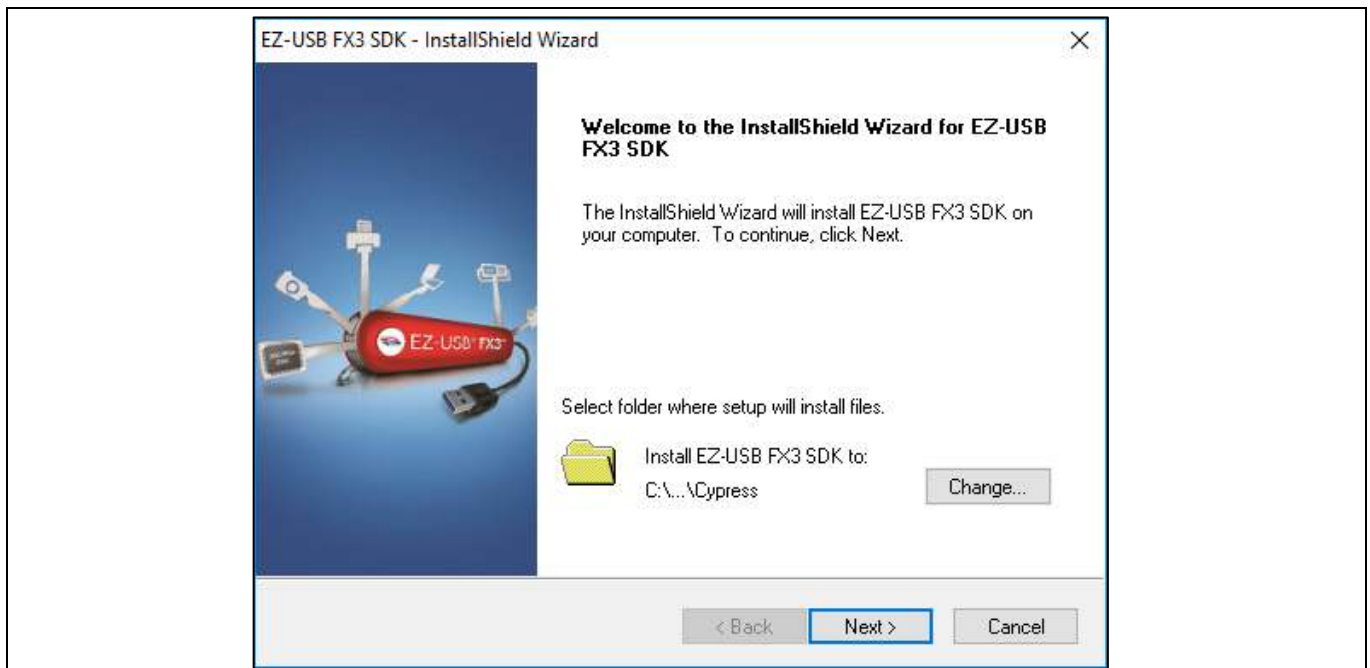 EZ-USB FX3 SDK - InstallShield Wizard
Welcome to the InstallShield Wizard for EZ-USB
FX3 SDK
The InstallShield Wizard will install EZ-USB FX3 SDK on
your computer. To continue, click Next.
EZ-USB® FX3™
Select folder where setup will install files.
Install EZ-USB FX3 SDK to:
C:\...\Cypress
Change...
< Back
Next >
Cancel